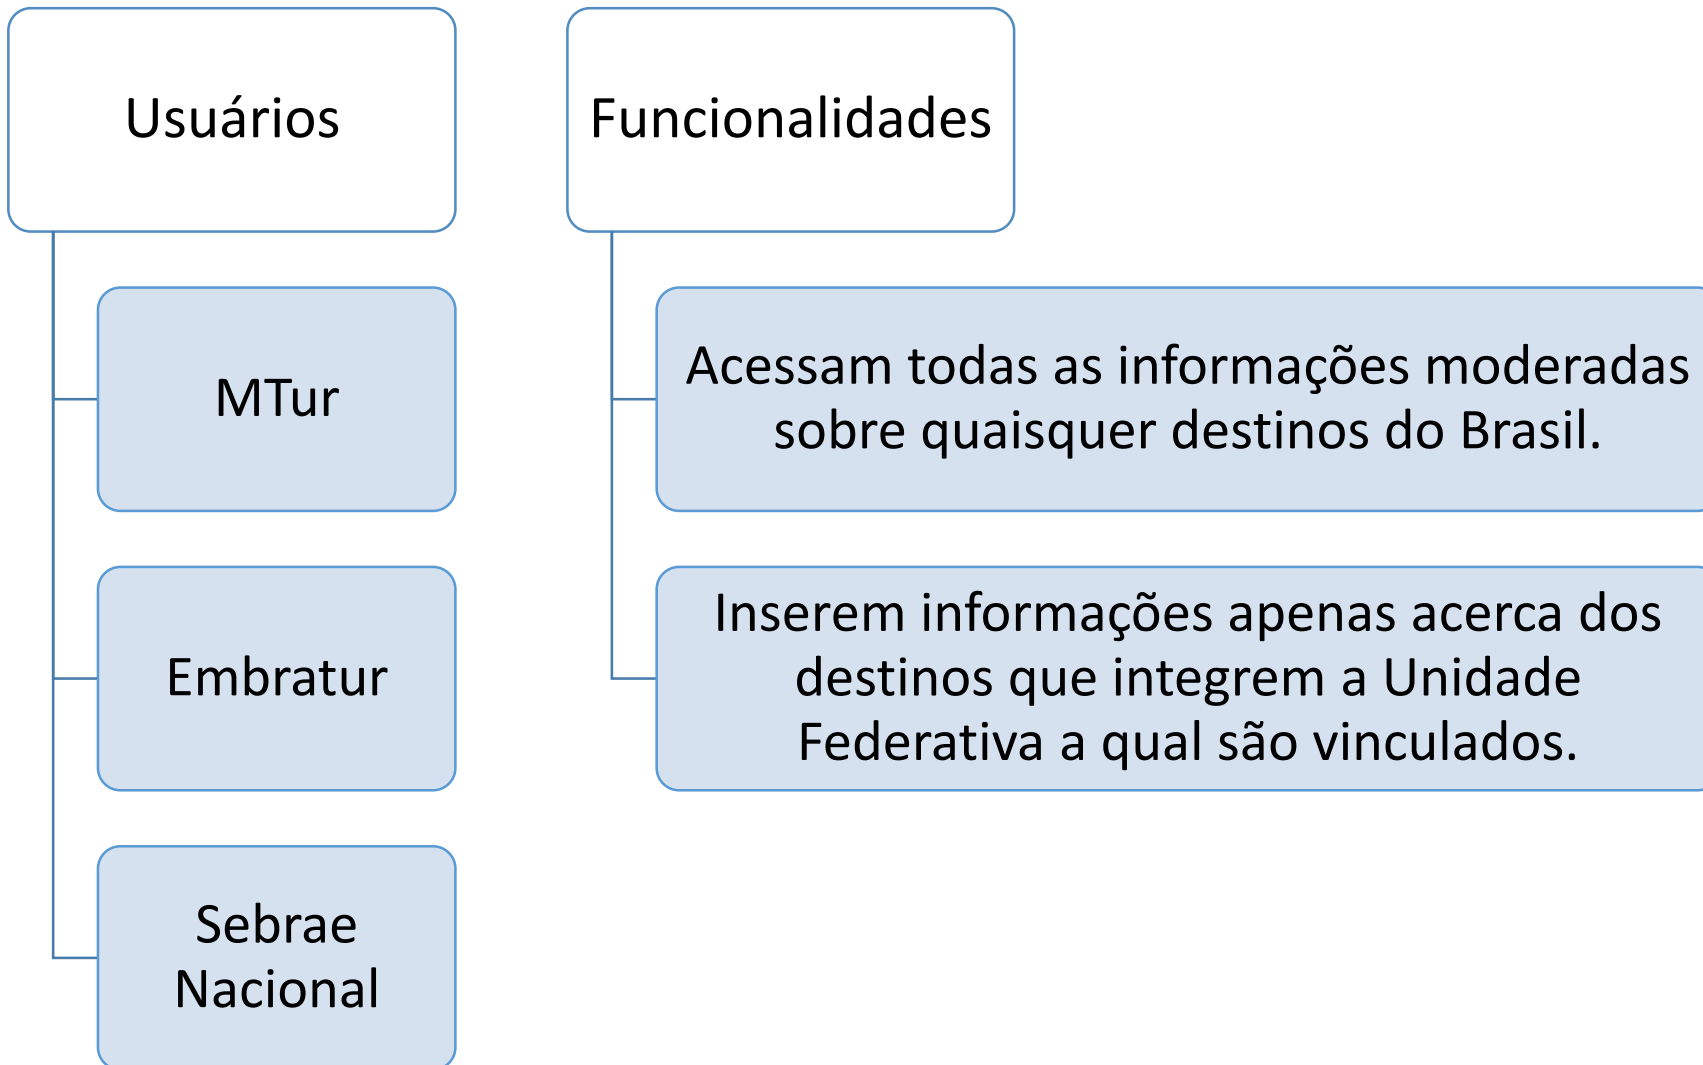 Usuários
MTur
Embratur
Sebrae
Nacional
Funcionalidades
Acessam todas as informações moderadas
sobre quaisquer destinos do Brasil.
Inserem informações apenas acerca dos
destinos que integrem a Unidade
Federativa a qual são vinculados.